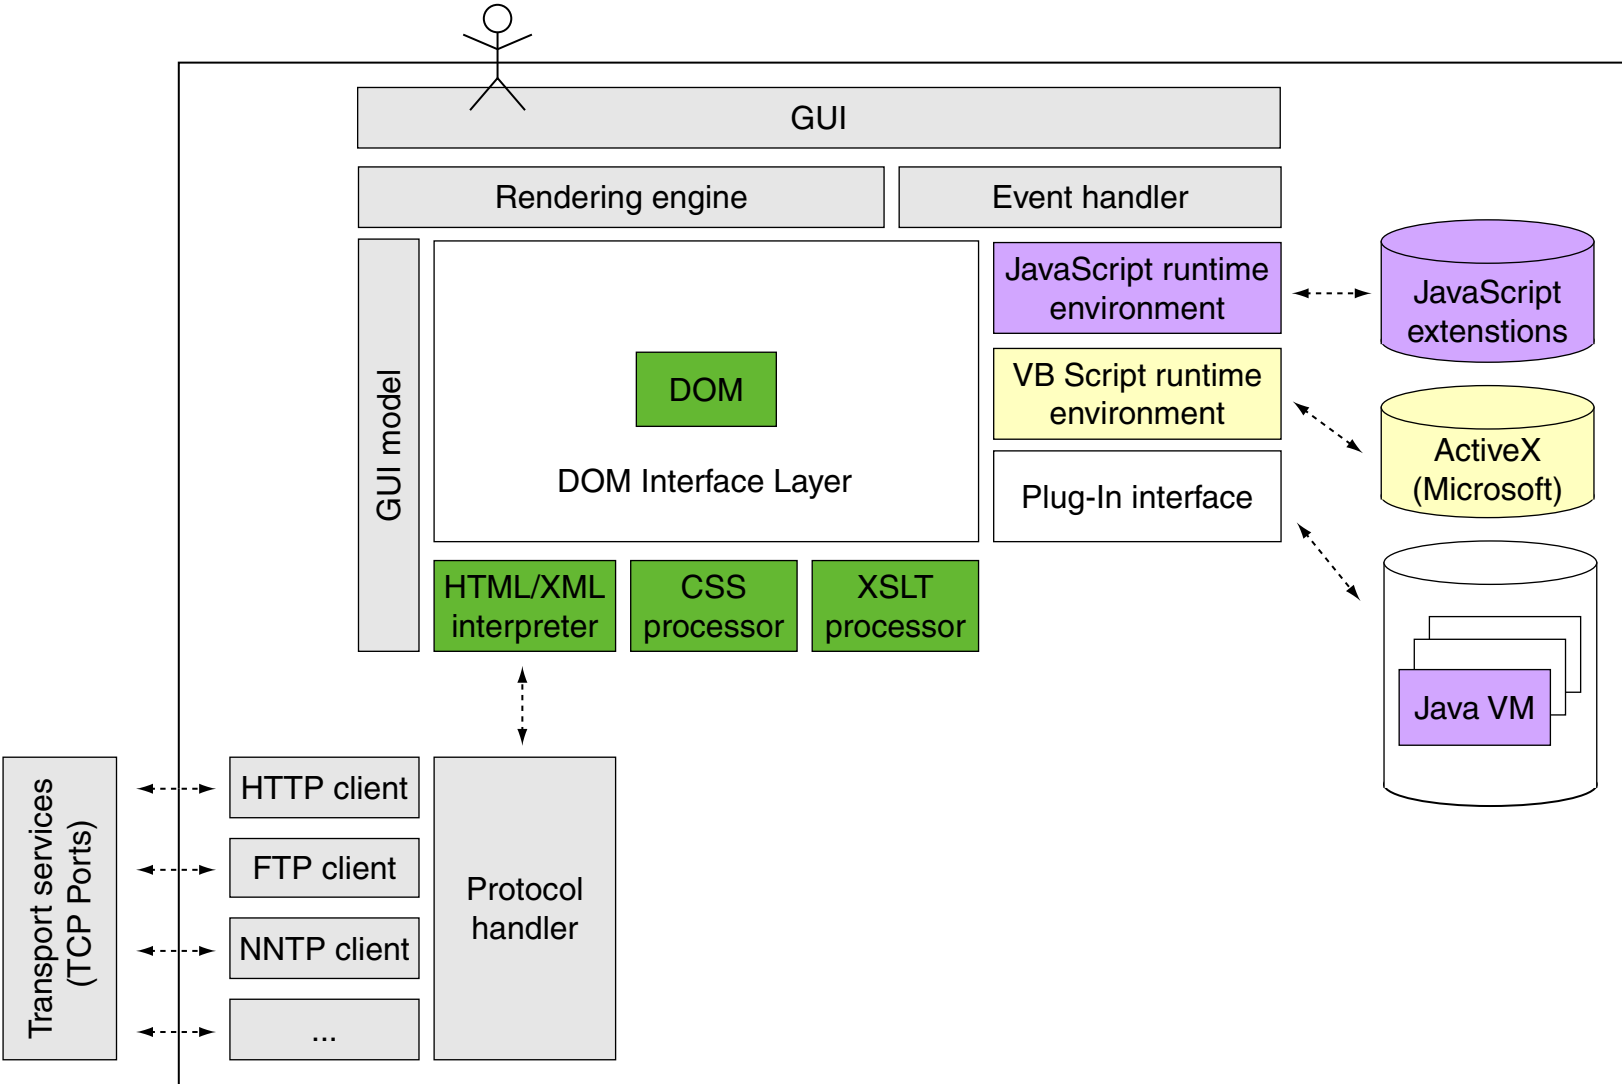 GUI
Rendering engine
Event handler
GUI model
DOM
DOM Interface Layer
JavaScript runtime
environment
VB Script runtime
environment
Plug-In interface
JavaScript
extenstions
ActiveX
(Microsoft)
Java VM
HTML/XML
interpreter
CSS
processor
XSLT
processor
Transport services
(TCP Ports)
HTTP client
FTP client
NNTP client
...
Protocol
handler